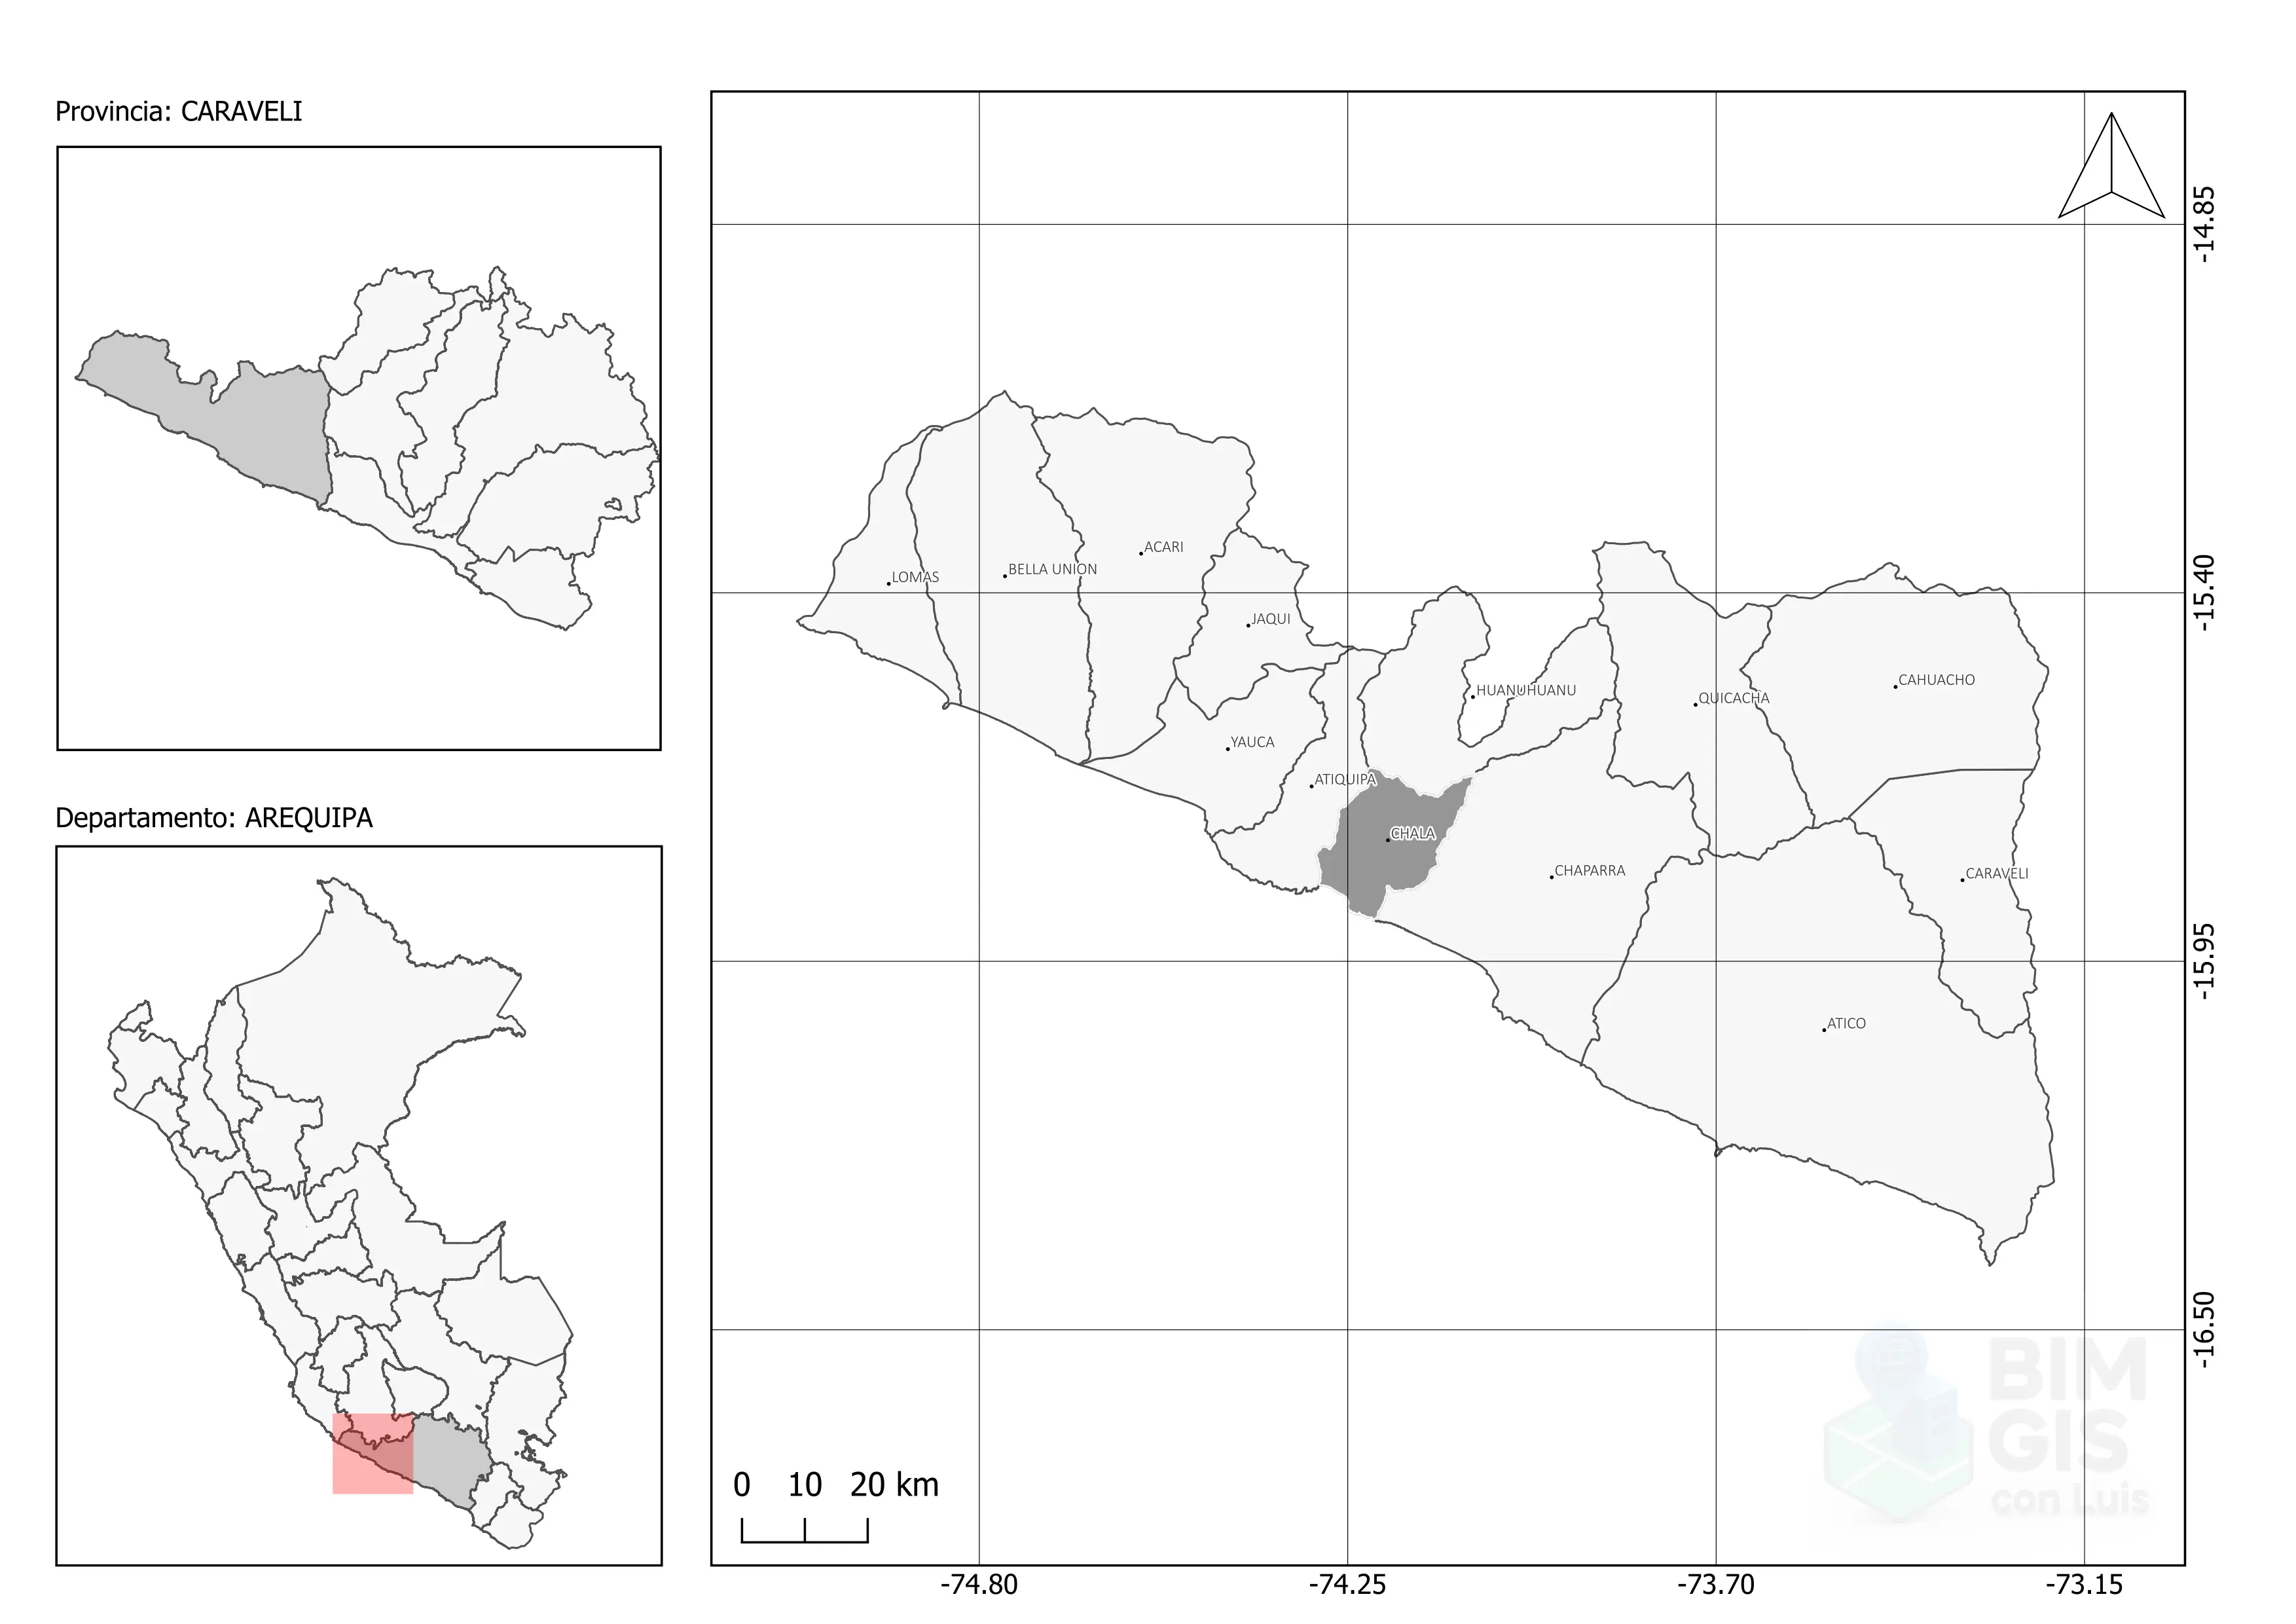 Provincia: CARAVELI
Departamento: AREQUIPA
ACARI
BELLA UNION
LOMAS
JAQUI
CAHUACHO
HUANUHUANU
QUICACHA
YAUCA
ATIQUIPA
CHALA
CHAPARRA
CARAVELI
ATICO
-14.85
-15.40
-15.95
-16.50
BIM
GIS
con Luis
0 10 20 km
-74.80 -74.25 -73.70 -73.15